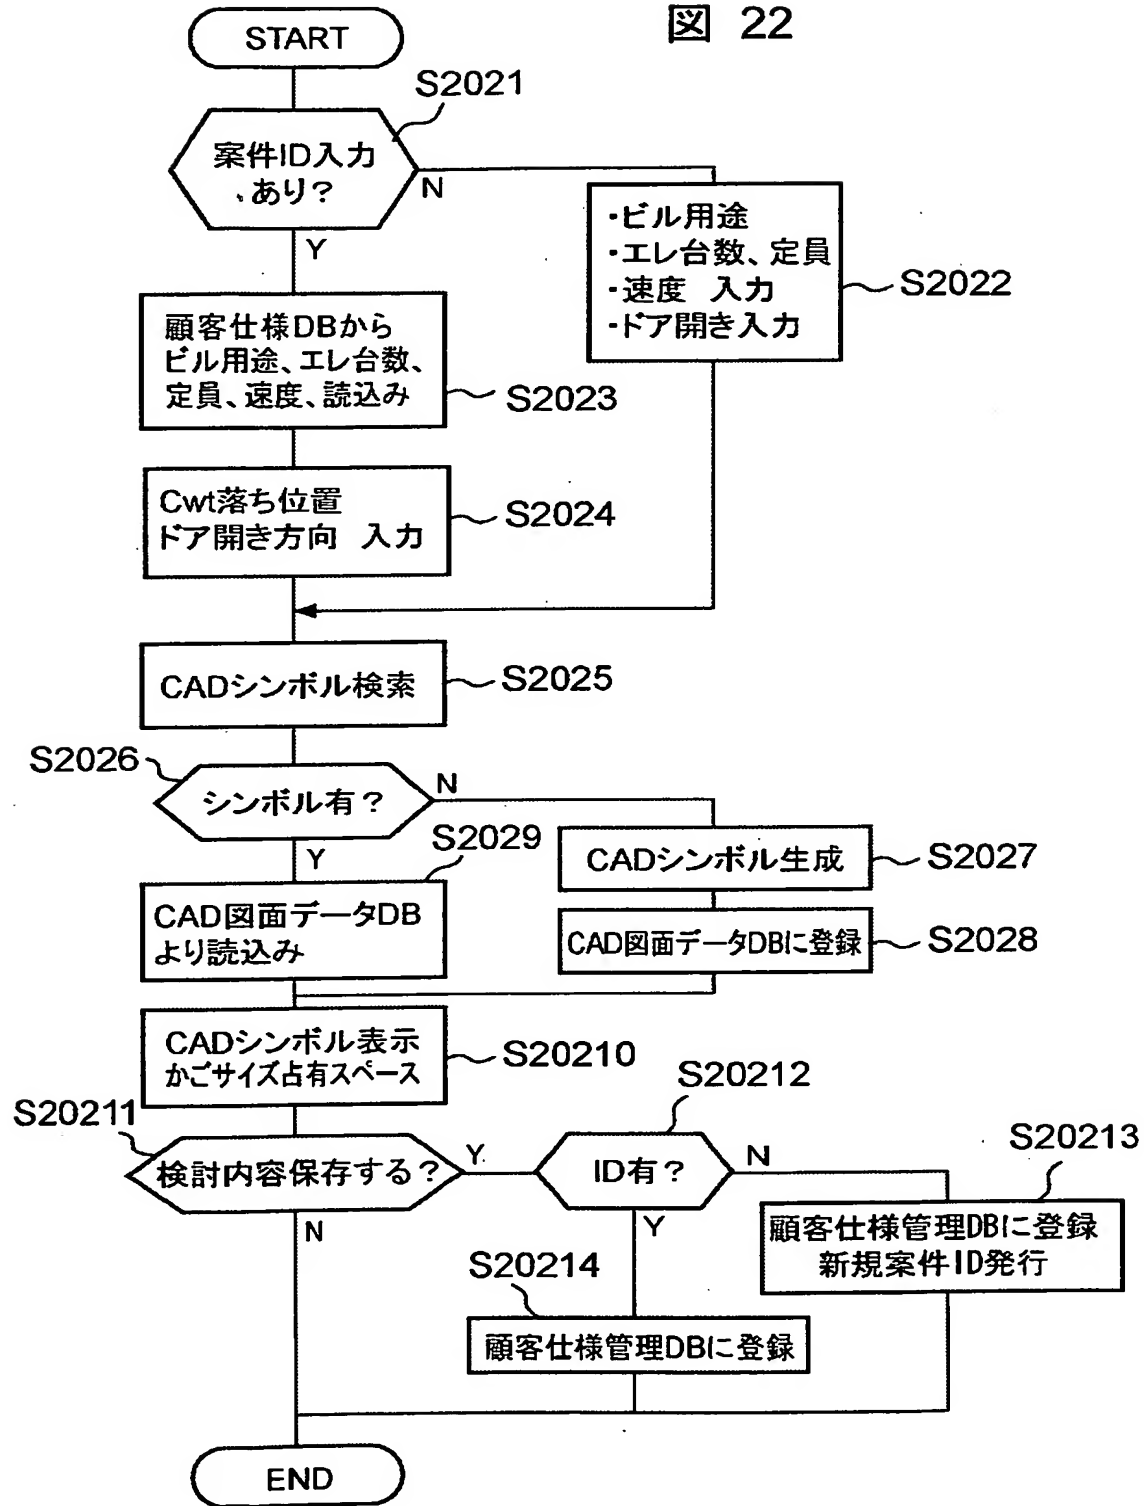 図 22
START
S2021
案件ID入力
あり?
N
Y
・ビル用途
・エレ台数、定員
・速度 入力
・ドア開き入力
S2022
顧客仕様DBから
ビル用途、エレ台数、
定員、速度、読込み
S2023
Cwt落ち位置
ドア開き方向 入力
S2024
CADシンボル検索
S2025
S2026
シンボル有?
N
Y
S2029
CADシンボル生成
S2027
CAD図面データDB
より読込み
CAD図面データDBに登録
S2028
CADシンボル表示
かごサイズ占有スペース
S20210
S20211
検討内容保存する?
Y
N
S20212
ID有?
N
Y
S20213
顧客仕様管理DBに登録
新規案件ID発行
S20214
顧客仕様管理DBに登録
END